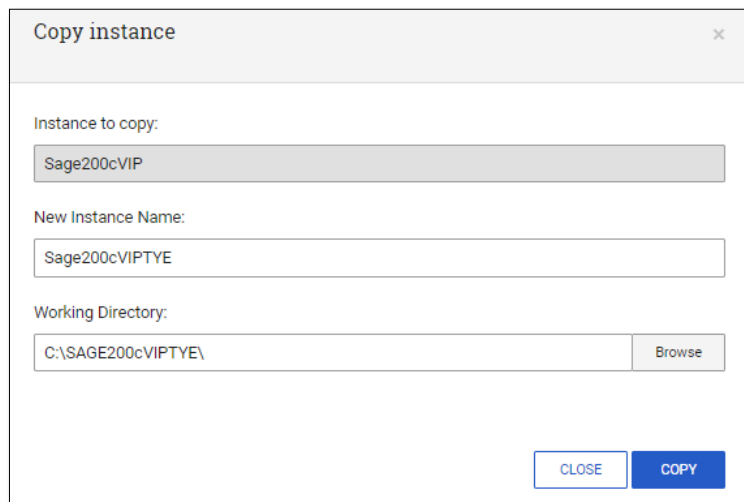 Copy instance ×
Instance to copy:
Sage200cVIP
New Instance Name:
Sage200cVIPTYE
Working Directory:
C:\SAGE200cVIPTYE\ Browse
CLOSE COPY